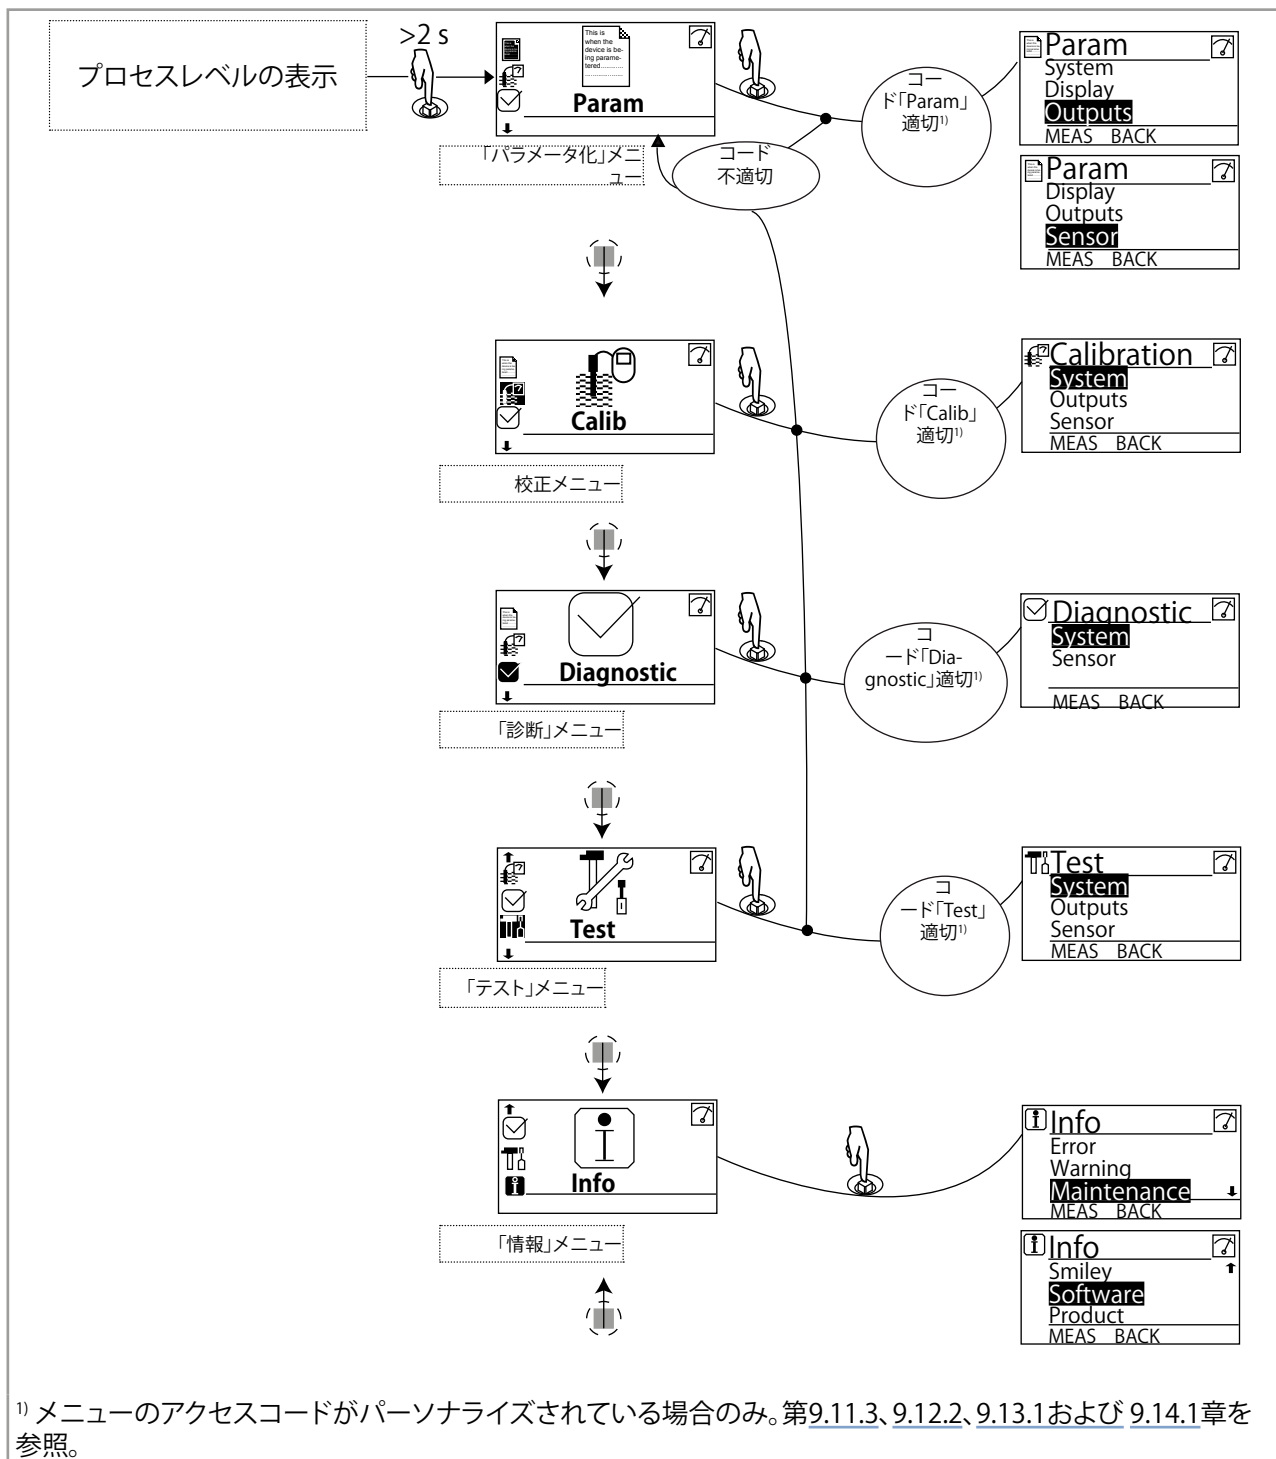 プロセスレベルの表示
>2 s
This is
when the
device is be-
ing parame-
tered..........
Param
「パラメータ化」メニ
ュー
コード
不適切
コー
ド「Param」
適切1)
Param
System
Display
Outputs
MEAS BACK
Param
Display
Outputs
Sensor
MEAS BACK
Calib
校正メニュー
コー
ド「Calib」
適切1)
Calibration
System
Outputs
Sensor
MEAS BACK
Diagnostic
「診断」メニュー
コ
ード「Dia-
gnostic」適切1)
Diagnostic
System
Sensor
MEAS BACK
Test
「テスト」メニュー
コ
ード「Test」
適切1)
Test
System
Outputs
Sensor
MEAS BACK
Info
「情報」メニュー
Info
Error
Warning
Maintenance
MEAS BACK
Info
Smiley
Software
Product
MEAS BACK
1) メニューのアクセスコードがパーソナライズされている場合のみ。第9.11.3、9.12.2、9.13.1および 9.14.1章を
参照。